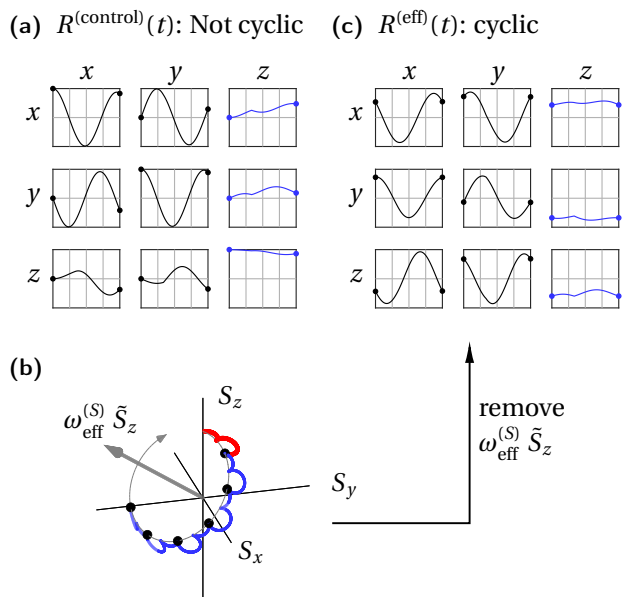 (a) R^(control)(t): Not cyclic
x y z
x
y
z
(c) R^(eff)(t): cyclic
x y z
x
y
z
(b)
S_z
ω_eff^(S) S̃_z
S_y
S_x
remove
ω_eff^(S) S̃_z